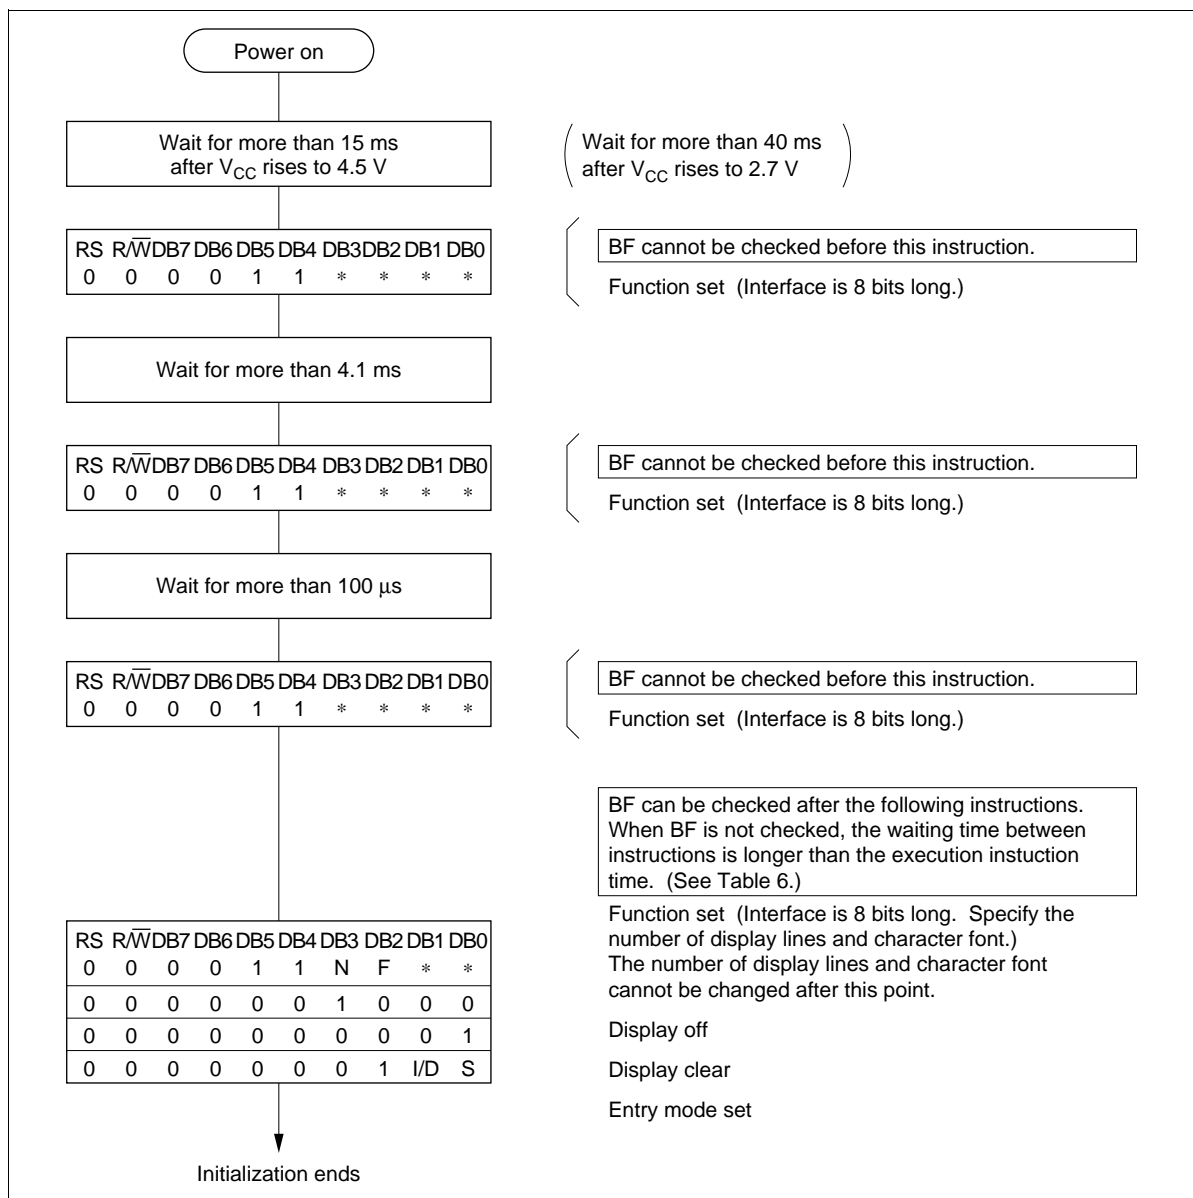 Power on
Wait for more than 15 ms
after VCC rises to 4.5 V
Wait for more than 40 ms
after VCC rises to 2.7 V
RS R/W̅ DB7 DB6 DB5 DB4 DB3 DB2 DB1 DB0
0 0 0 0 1 1 * * * *
BF cannot be checked before this instruction.
Function set (Interface is 8 bits long.)
Wait for more than 4.1 ms
RS R/W̅ DB7 DB6 DB5 DB4 DB3 DB2 DB1 DB0
0 0 0 0 1 1 * * * *
BF cannot be checked before this instruction.
Function set (Interface is 8 bits long.)
Wait for more than 100 μs
RS R/W̅ DB7 DB6 DB5 DB4 DB3 DB2 DB1 DB0
0 0 0 0 1 1 * * * *
BF cannot be checked before this instruction.
Function set (Interface is 8 bits long.)
BF can be checked after the following instructions.
When BF is not checked, the waiting time between
instructions is longer than the execution instuction
time. (See Table 6.)
RS R/W̅ DB7 DB6 DB5 DB4 DB3 DB2 DB1 DB0
0 0 0 0 1 1 N F * *
0 0 0 0 0 0 1 0 0 0
0 0 0 0 0 0 0 0 0 1
0 0 0 0 0 0 0 1 I/D S
Function set (Interface is 8 bits long. Specify the
number of display lines and character font.)
The number of display lines and character font
cannot be changed after this point.
Display off
Display clear
Entry mode set
Initialization ends